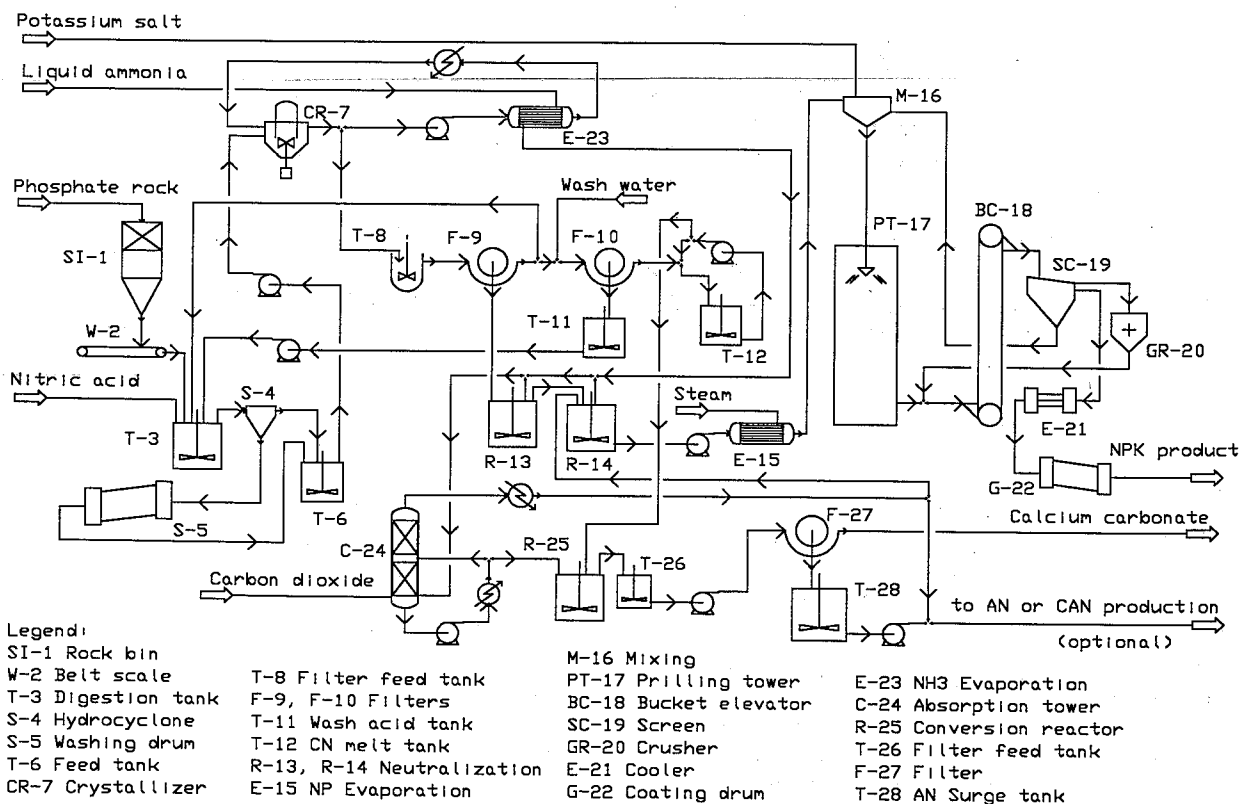 Potassium salt
Liquid ammonia
CR-7
M-16
E-23
Phosphate rock
Wash water
BC-18
PT-17
T-8
F-9
F-10
SI-1
SC-19
T-11
W-2
T-12
GR-20
Nitric acid
S-4
Steam
E-21
T-3
R-13
R-14
E-15
NPK product
G-22
S-5
T-6
F-27
Calcium carbonate
C-24
R-25
T-26
Carbon dioxide
T-28
to AN or CAN production
(optional)
Legend:
SI-1 Rock bin
W-2 Belt scale
T-3 Digestion tank
S-4 Hydrocyclone
S-5 Washing drum
T-6 Feed tank
CR-7 Crystallizer
T-8 Filter feed tank
F-9, F-10 Filters
T-11 Wash acid tank
T-12 CN melt tank
R-13, R-14 Neutralization
E-15 NP Evaporation
M-16 Mixing
PT-17 Prilling tower
BC-18 Bucket elevator
SC-19 Screen
GR-20 Crusher
E-21 Cooler
G-22 Coating drum
E-23 NH3 Evaporation
C-24 Absorption tower
R-25 Conversion reactor
T-26 Filter feed tank
F-27 Filter
T-28 AN Surge tank